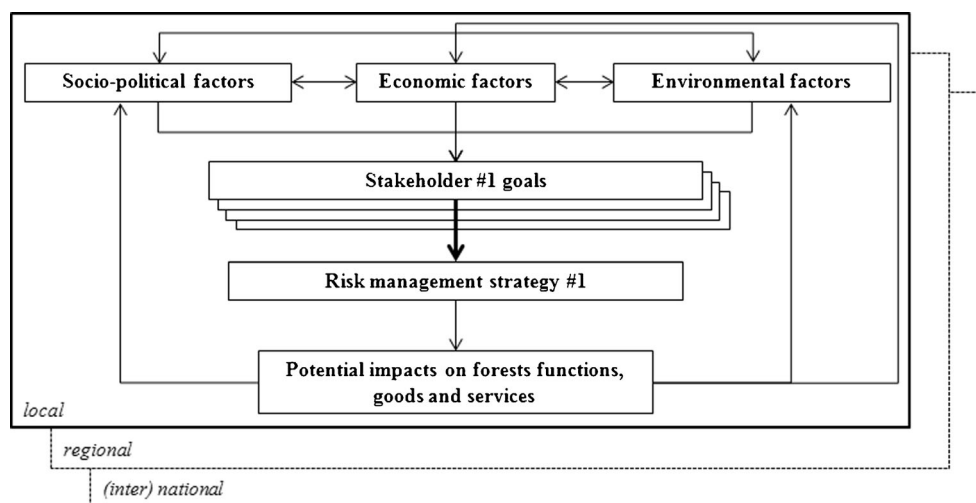 Socio-political factors
Economic factors
Environmental factors
Stakeholder #1 goals
Risk management strategy #1
Potential impacts on forests functions,
goods and services
local
regional
(inter) national